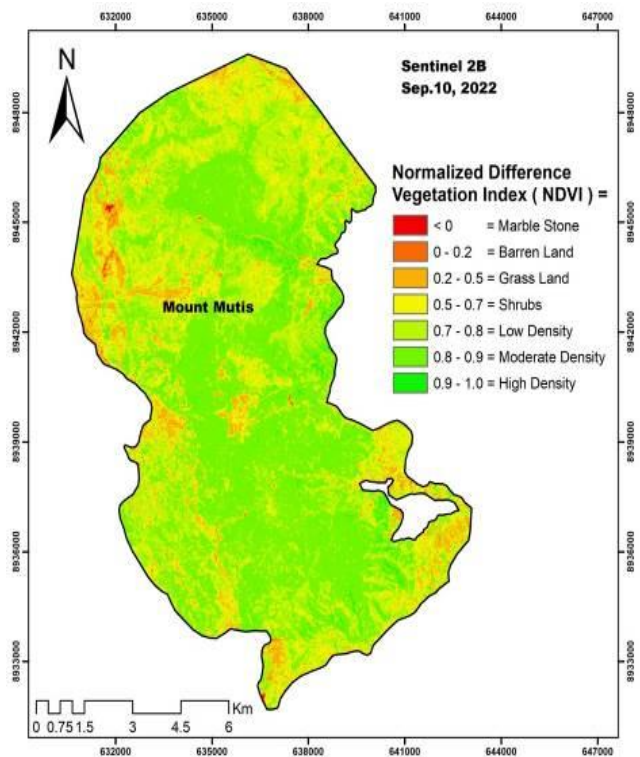 632000 635000 638000 641000 644000 647000
N
Sentinel 2B
Sep.10, 2022
8948000
8945000
8942000
8939000
8936000
8933000
Normalized Difference
Vegetation Index ( NDVI ) =
< 0 = Marble Stone
0 - 0.2 = Barren Land
0.2 - 0.5 = Grass Land
0.5 - 0.7 = Shrubs
0.7 - 0.8 = Low Density
0.8 - 0.9 = Moderate Density
0.9 - 1.0 = High Density
Mount Mutis
8948000
8945000
8942000
8939000
8936000
8933000
Km
0 0.75 1.5 3 4.5 6
632000 635000 638000 641000 644000 647000